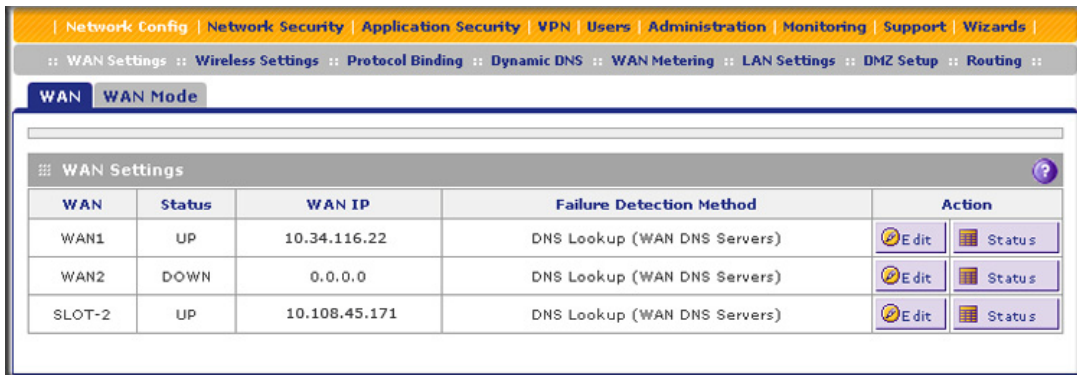 | Network Config | Network Security | Application Security | VPN | Users | Administration | Monitoring | Support | Wizards |
:: WAN Settings :: Wireless Settings :: Protocol Binding :: Dynamic DNS :: WAN Metering :: LAN Settings :: DMZ Setup :: Routing ::
WAN WAN Mode
WAN Settings ?
WAN Status WAN IP Failure Detection Method Action
WAN1 UP 10.34.116.22 DNS Lookup (WAN DNS Servers) Edit Status
WAN2 DOWN 0.0.0.0 DNS Lookup (WAN DNS Servers) Edit Status
SLOT-2 UP 10.108.45.171 DNS Lookup (WAN DNS Servers) Edit Status